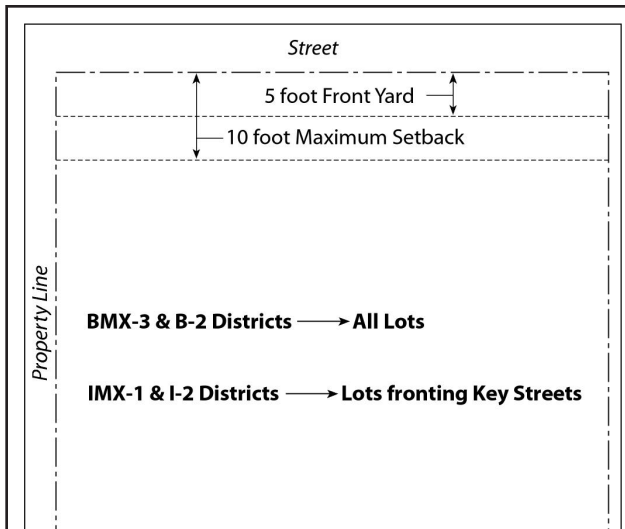 Street
5 foot Front Yard
10 foot Maximum Setback
Property Line
BMX-3 & B-2 Districts → All Lots
IMX-1 & I-2 Districts → Lots fronting Key Streets